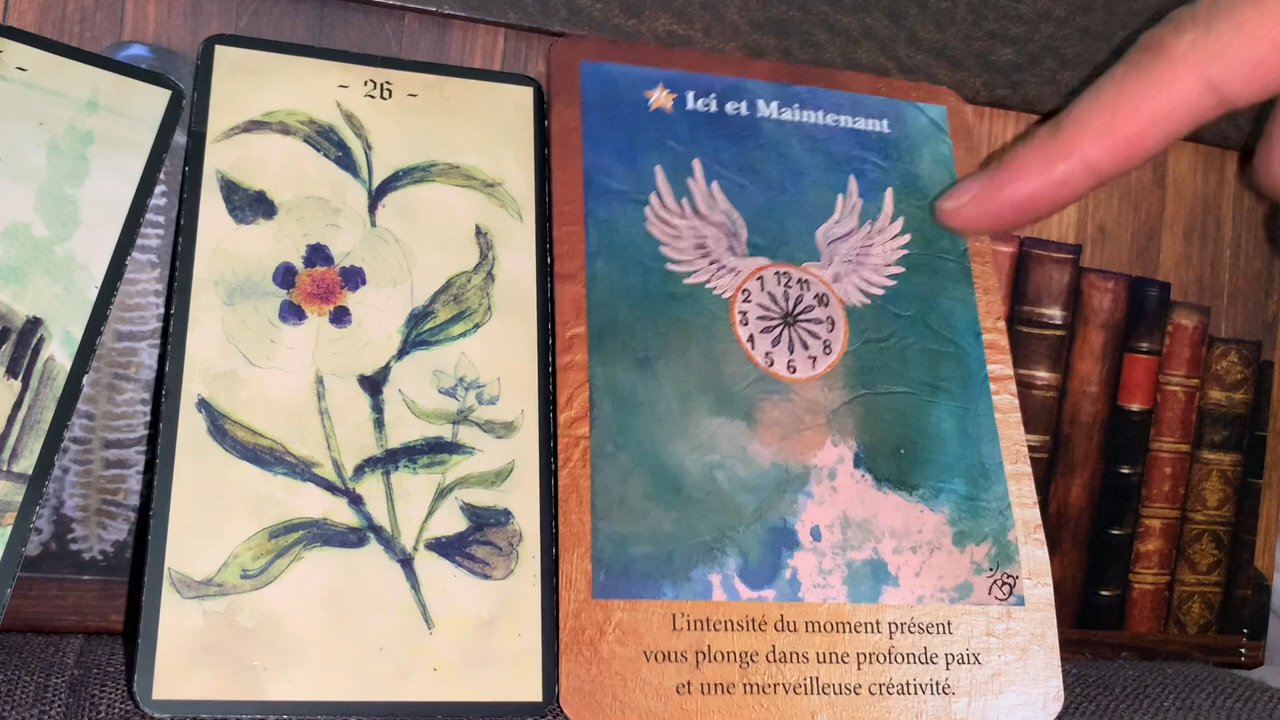 - 26 -
Ici et Maintenant
12 11 10 9 8 7 6 5 4 3 2 1
L'intensité du moment présent
vous plonge dans une profonde paix
et une merveilleuse créativité.